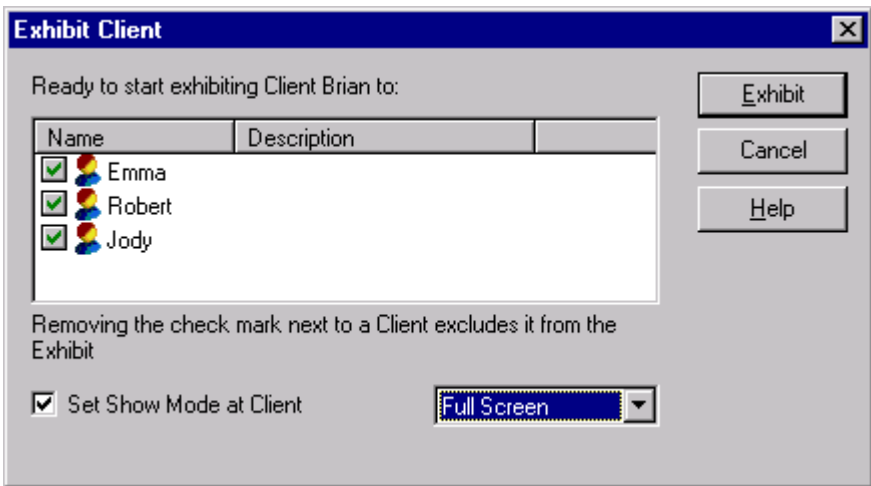 Exhibit Client
Ready to start exhibiting Client Brian to:
Exhibit
Name Description
Cancel
Emma
Robert
Help
Jody
Removing the check mark next to a Client excludes it from the
Exhibit
Set Show Mode at Client Full Screen